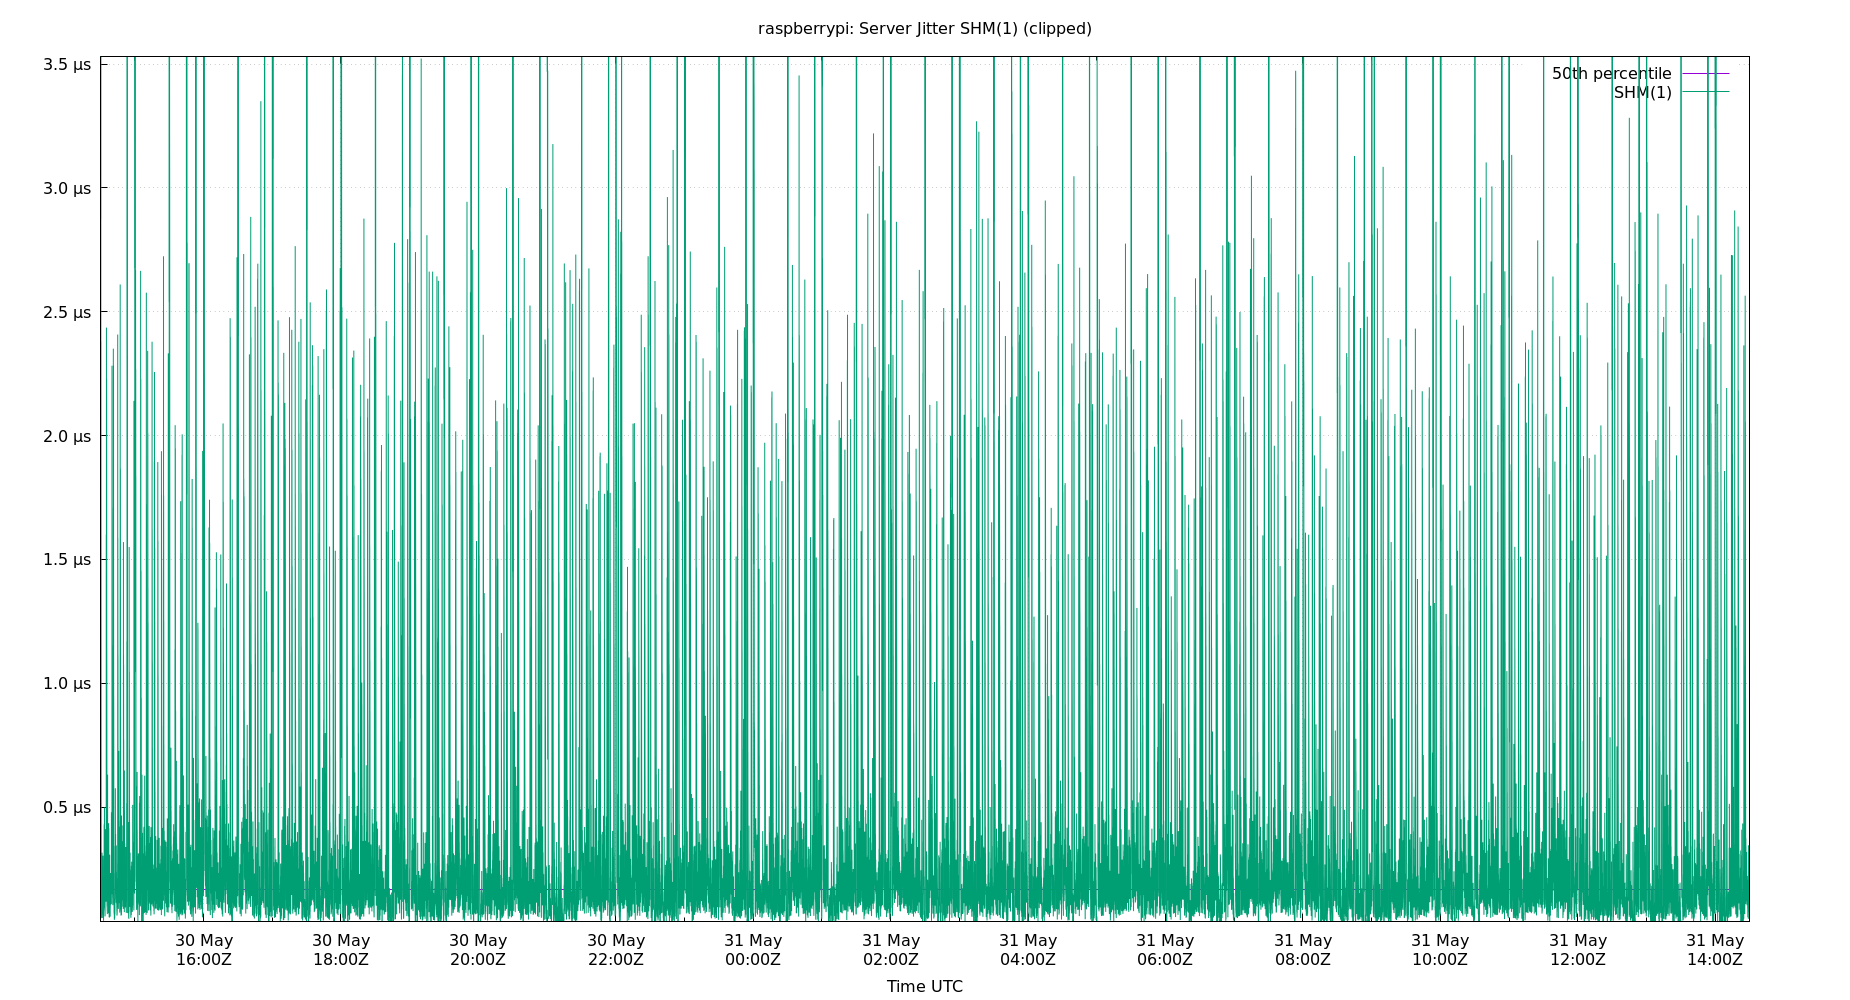 raspberrypi: Server Jitter SHM(1) (clipped)
3.5 µs
3.0 µs
2.5 µs
2.0 µs
1.5 µs
1.0 µs
0.5 µs
50th percentile
SHM(1)
30 May 30 May 30 May 30 May 31 May 31 May 31 May 31 May 31 May 31 May 31 May 31 May
16:00Z 18:00Z 20:00Z 22:00Z 00:00Z 02:00Z 04:00Z 06:00Z 08:00Z 10:00Z 12:00Z 14:00Z
Time UTC